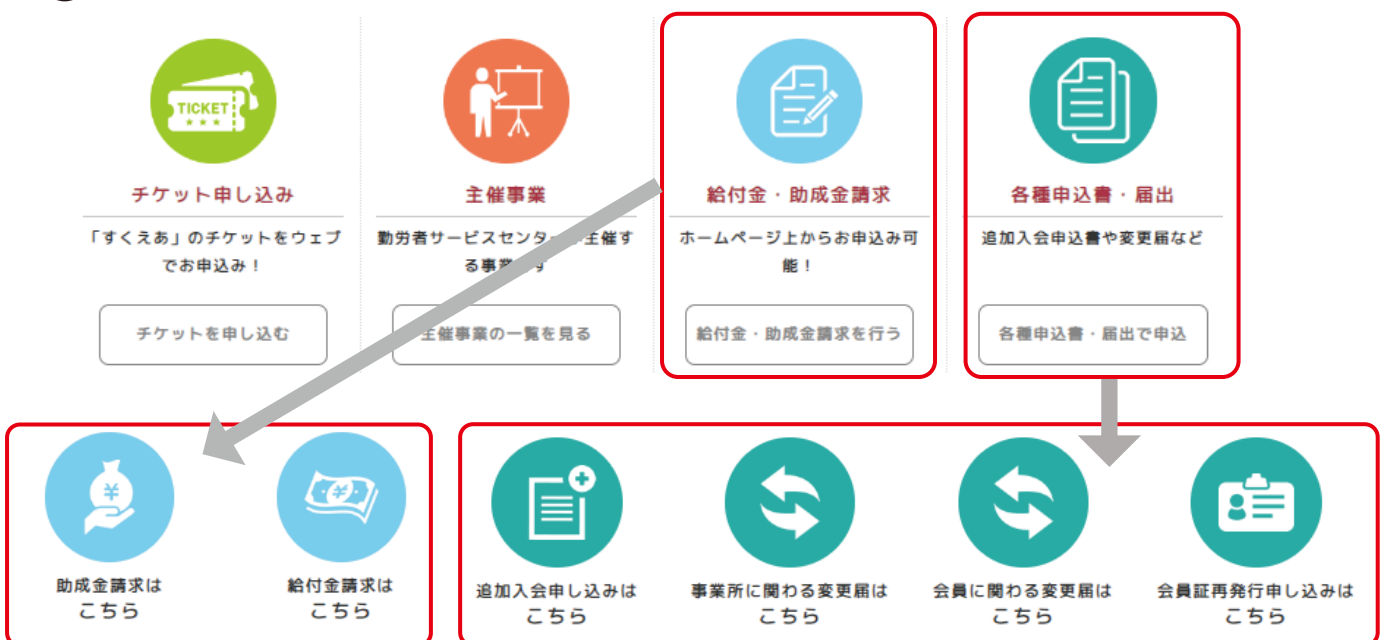 TICKET
チケット申し込み
「すくえあ」のチケットをウェブ
でお申込み！
チケットを申し込む
主催事業
勤労者サービスセンター 主催す
る事業 す
主催事業の一覧を見る
給付金・助成金請求
ホームページ上からお申込み可
能！
給付金・助成金請求を行う
各種申込書・届出
追加入会申込書や変更届など
各種申込書・届出で申込
助成金請求は
こちら
給付金請求は
こちら
追加入会申し込みは
こちら
事業所に関わる変更届は
こちら
会員に関わる変更届は
こちら
会員証再発行申し込みは
こちら